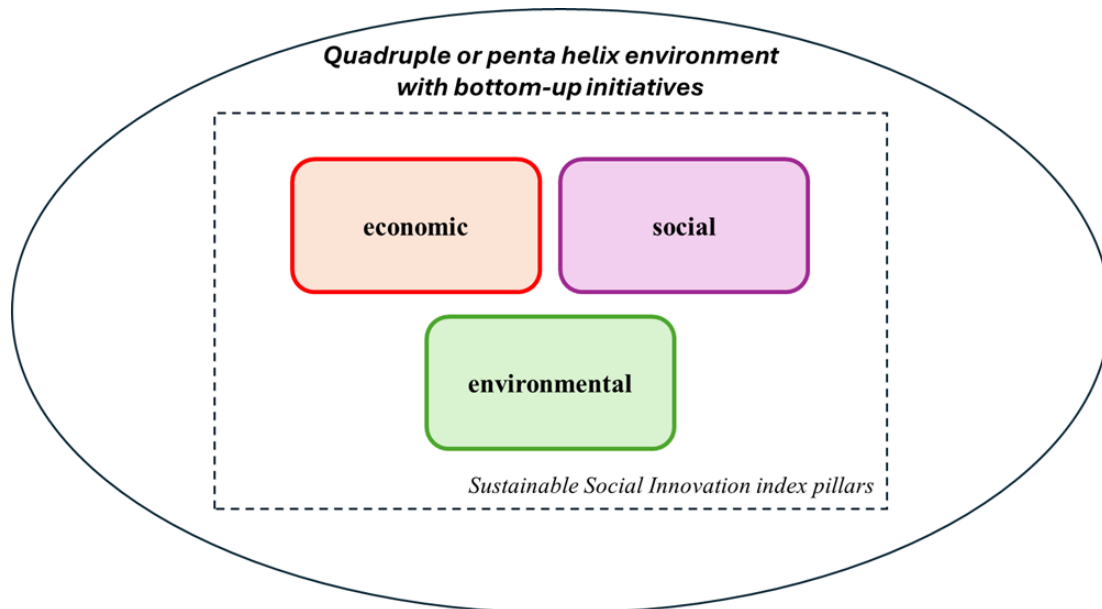 Quadruple or penta helix environment
with bottom-up initiatives
economic
social
environmental
Sustainable Social Innovation index pillars